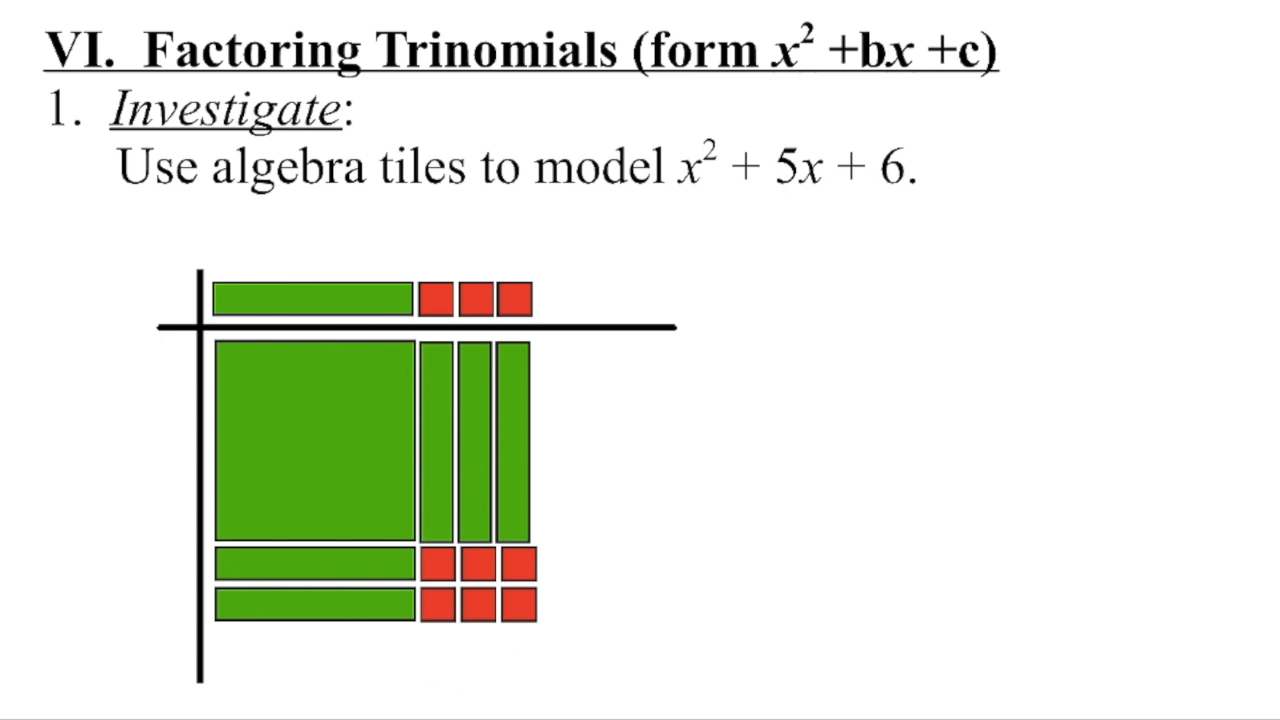 VI. Factoring Trinomials (form x² +bx +c)
1. Investigate:
Use algebra tiles to model x² + 5x + 6.